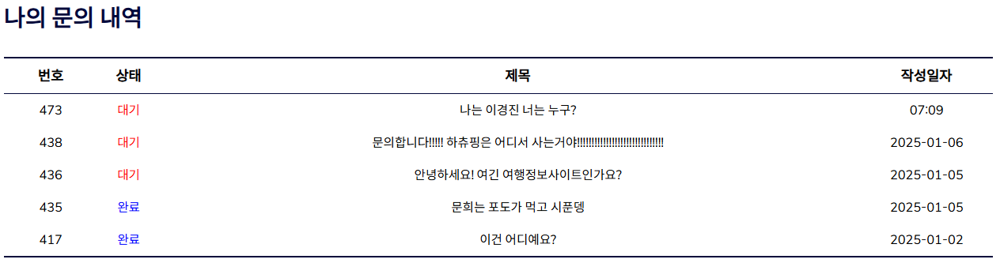 나의 문의 내역
번호 상태 제목 작성일자
473 대기 나는 이경진 너는 누구? 07:09
438 대기 문의합니다!!!!! 하츄핑은 어디서 사는거야!!!!!!!!!!!!!!!!!!!!!!!!!!!!!! 2025-01-06
436 대기 안녕하세요! 여긴 여행정보사이트인가요? 2025-01-05
435 완료 문희는 포도가 먹고 시푼뎅 2025-01-05
417 완료 이건 어디예요? 2025-01-02